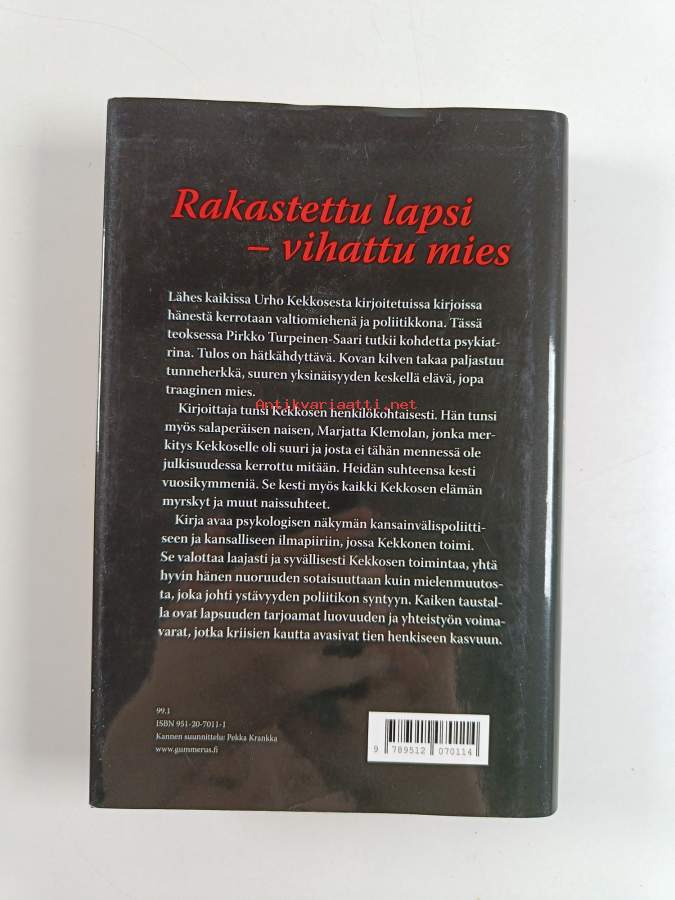 Rakastettu lapsi
– vihattu mies
Lähes kaikissa Urho Kekkosesta kirjoitetuissa kirjoissa
hänestä kerrotaan valtiomiehenä ja poliitikkona. Tässä
teoksessa Pirkko Turpeinen-Saari tutkii kohdetta psykiat-
rina. Tulos on hätkähdyttävä. Kovan kilven takaa paljastuu
tunneherkkä, suuren yksinäisyyden keskellä elävä, jopa
traaginen mies.
Antikvariaatti.net
Kirjoittaja tunsi Kekkosen henkilökohtaisesti. Hän tunsi
myös salaperäisen naisen, Marjatta Klemolan, jonka mer-
kitys Kekkoselle oli suuri ja josta ei tähän mennessä ole
julkisuudessa kerrottu mitään. Heidän suhteensa kesti
vuosikymmeniä. Se kesti myös kaikki Kekkosen elämän
myrskyt ja muut naissuhteet.
Kirja avaa psykologisen näkymän kansainvälispoliitti-
seen ja kansalliseen ilmapiiriin, jossa Kekkonen toimi.
Se valottaa laajasti ja syvällisesti Kekkosen toimintaa, yhtä
hyvin hänen nuoruuden sotaisuuttaan kuin mielenmuutos-
ta, joka johti ystävyyden poliitikon syntyyn. Kaiken taustal-
la ovat lapsuuden tarjoamat luovuuden ja yhteistyön voima-
varat, jotka kriisien kautta avasivat tien henkiseen kasvuun.
99.1
ISBN 951-20-7011-1
Kannen suunnittelu: Pekka Krankka
www.gummerus.fi
9 789512 070114